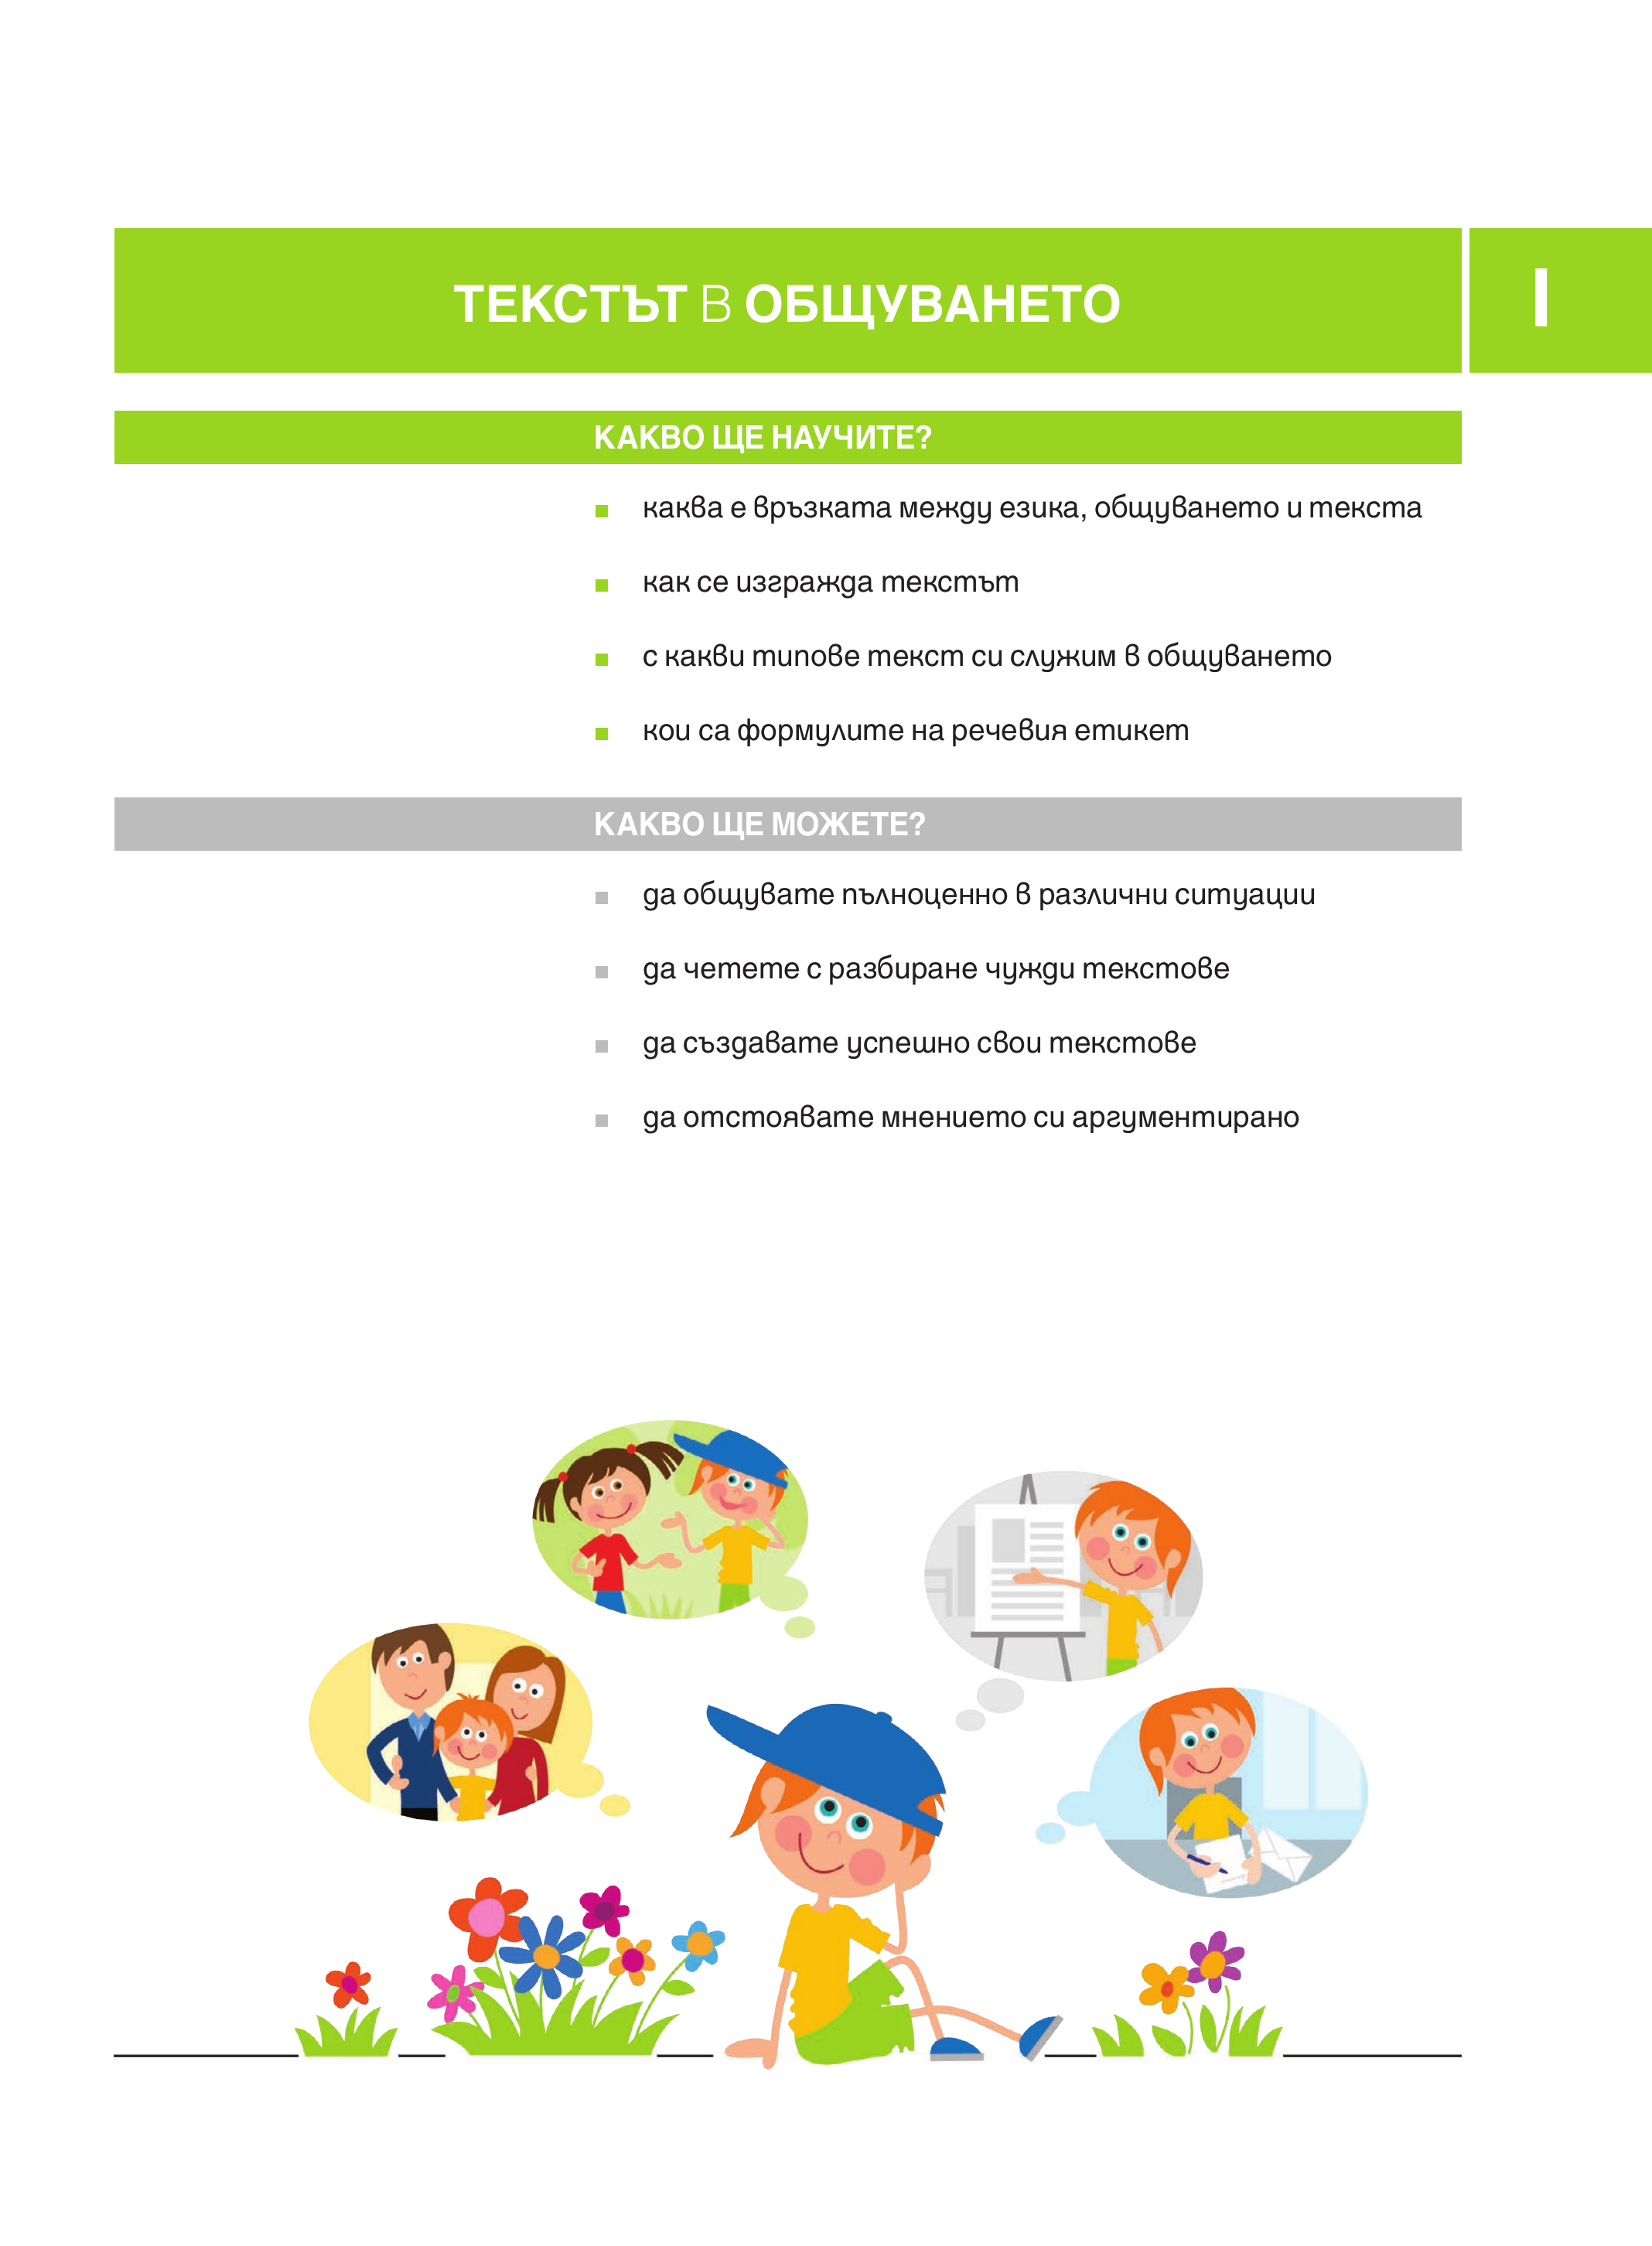 ТЕКСТЪТ В ОБЩУВАНЕТО
I
КАКВО ЩЕ НАУЧИТЕ?
каква е връзката между езика, общуването и текста
как се изгражда текстът
с какви типове текст си служим в общуването
кои са формулите на речевия етикет
КАКВО ЩЕ МОЖЕТЕ?
да общувате пълноценно в различни ситуации
да четете с разбиране чужди текстове
да създавате успешно свои текстове
да отстоявате мнението си аргументирано